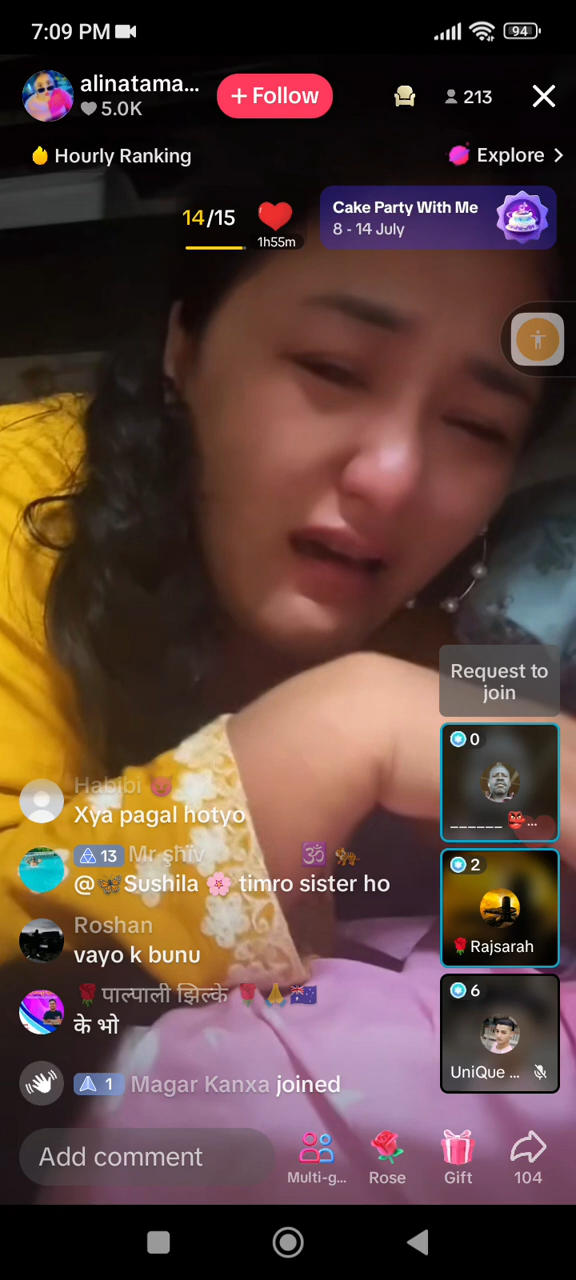 7:09 PM
94
alinatama...
5.0K
+ Follow
213
Hourly Ranking
Explore
14/15
1h55m
Cake Party With Me
8 - 14 July
Request to
join
0
______ 👺...
2
🌹Rajsarah
6
UniQue ...
Habibi 😈
Xya pagal hotyo
13 Mr shiv 🕉️ 🐅
@🦋Sushila 🌸 timro sister ho
Roshan
vayo k bunu
🌹पाल्पाली झिल्के 🌹🙏🇦🇺
के भो
1 Magar Kanxa joined
Add comment
Multi-g...
Rose
Gift
104